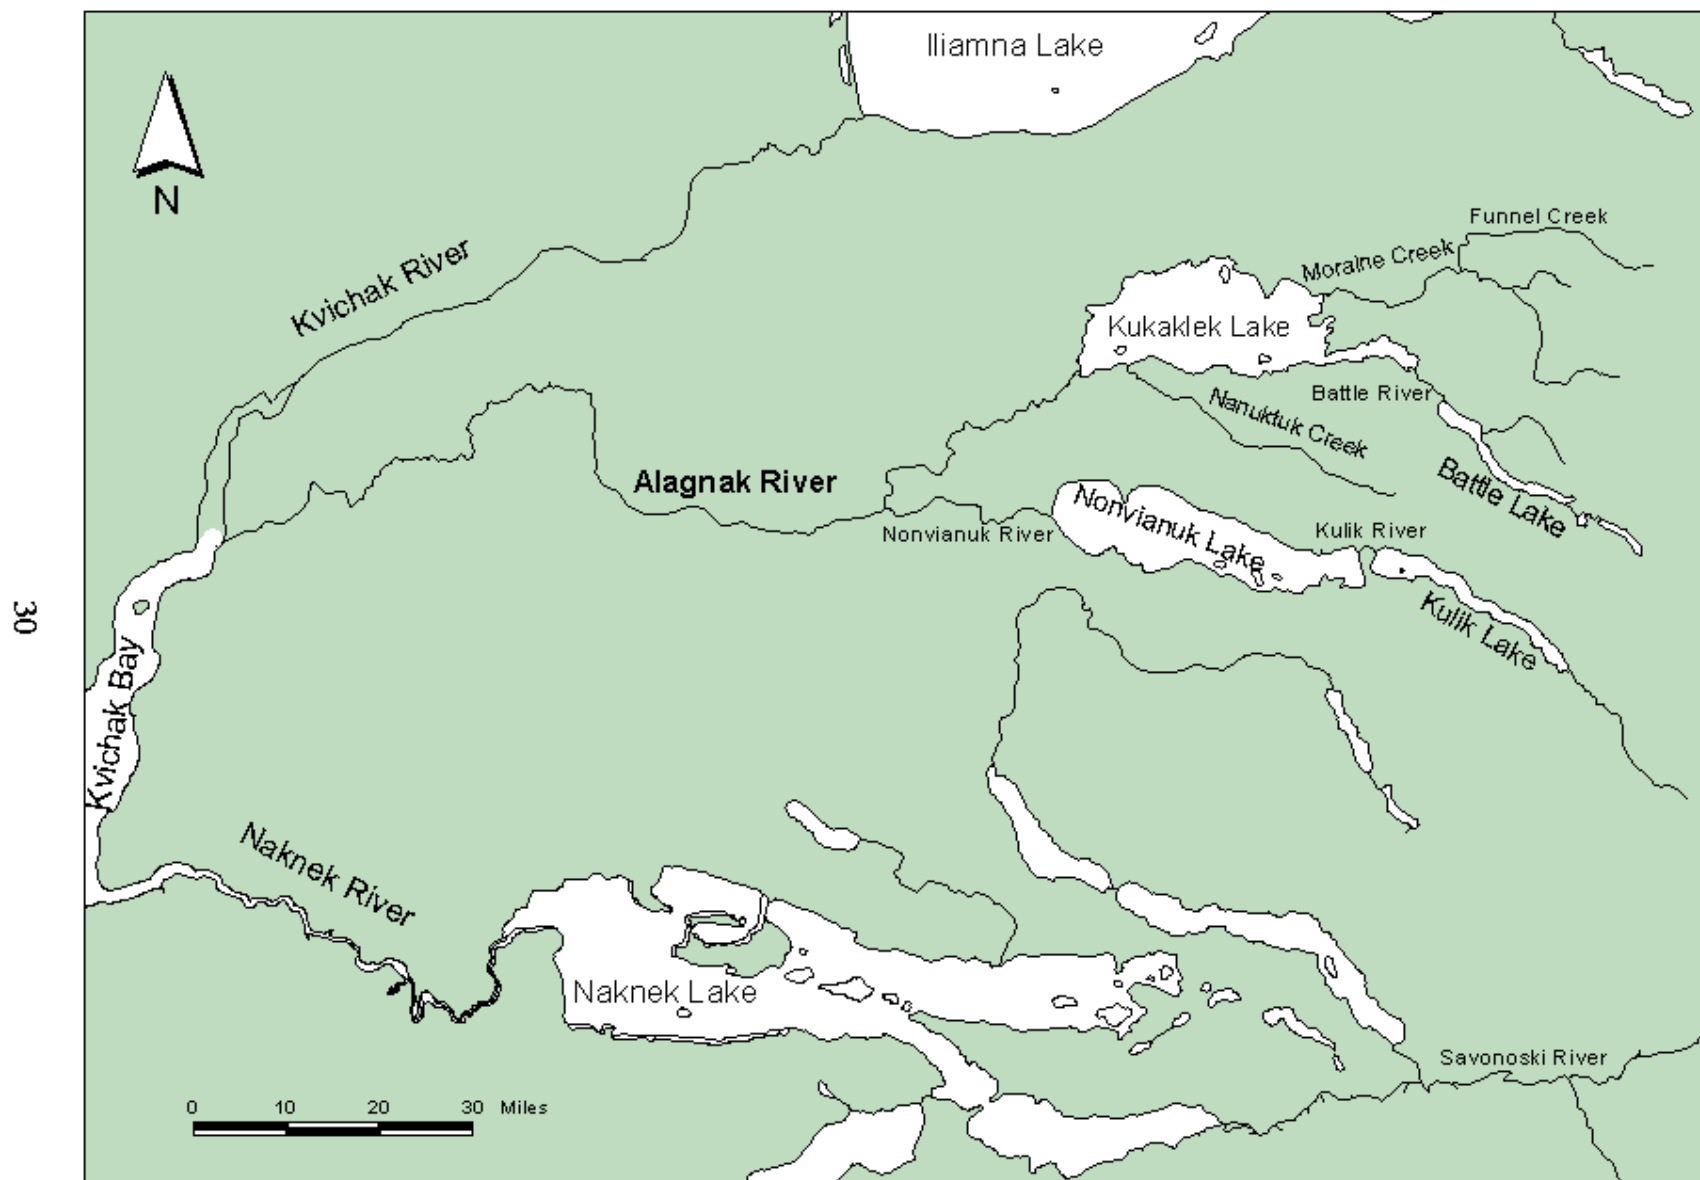 Iliamna Lake
N
Funnel Creek
Kvichak River
Moraine Creek
Kukaklek Lake
Battle River
Nanuktuk Creek
Alagnak River
Battle Lake
Nonvianuk Lake
Nonvianuk River
Kulik River
30
Kulik Lake
Kvichak Bay
Naknek River
Naknek Lake
Savonoski River
0 10 20 30 Miles